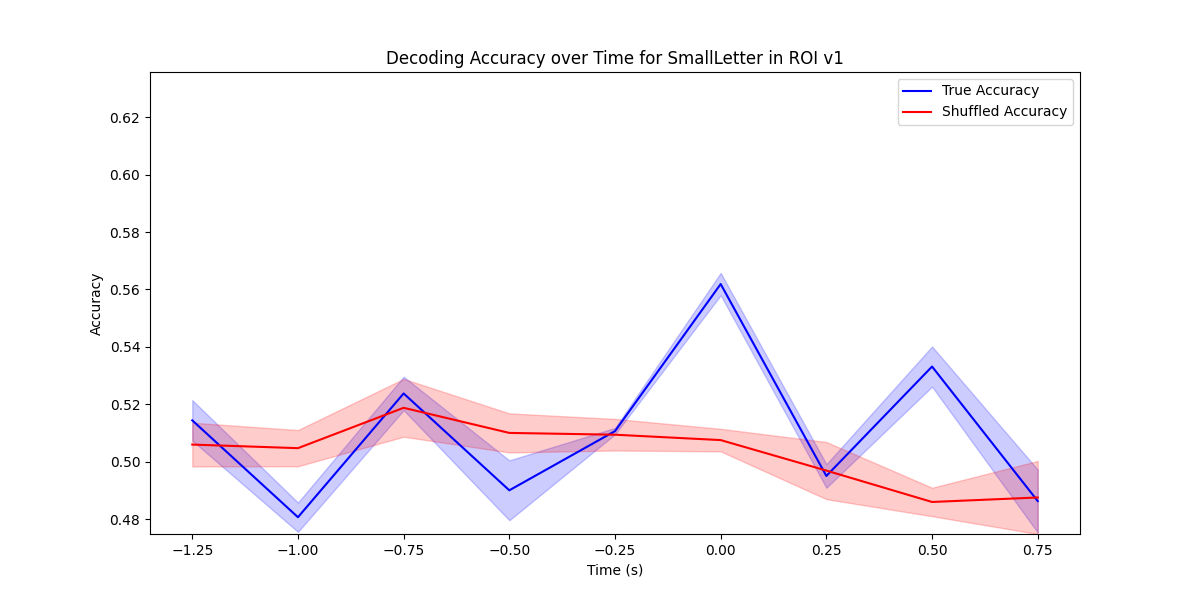 Decoding Accuracy over Time for SmallLetter in ROI v1
True Accuracy
Shuffled Accuracy
0.62
0.60
0.58
0.56
0.54
0.52
0.50
0.48
Accuracy
−1.25 −1.00 −0.75 −0.50 −0.25 0.00 0.25 0.50 0.75
Time (s)